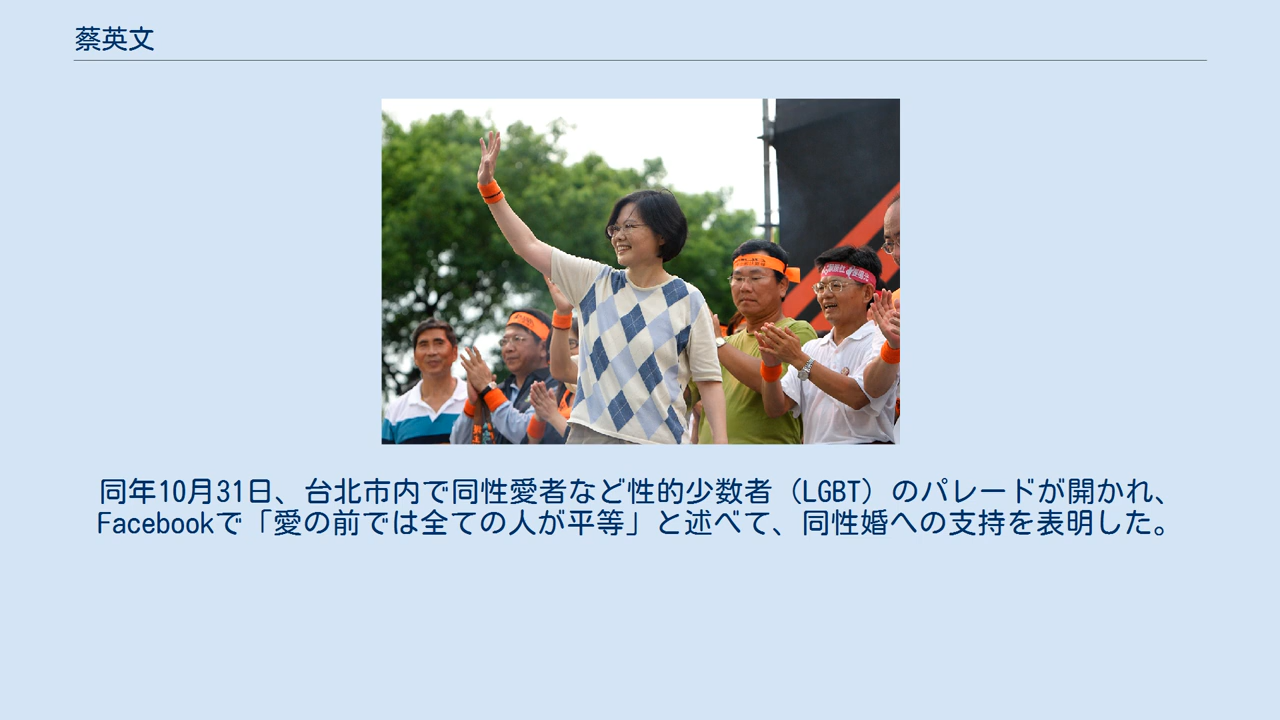 蔡英文
同年10月31日、台北市内で同性愛者など性的少数者（LGBT）のパレードが開かれ、
Facebookで「愛の前では全ての人が平等」と述べて、同性婚への支持を表明した。